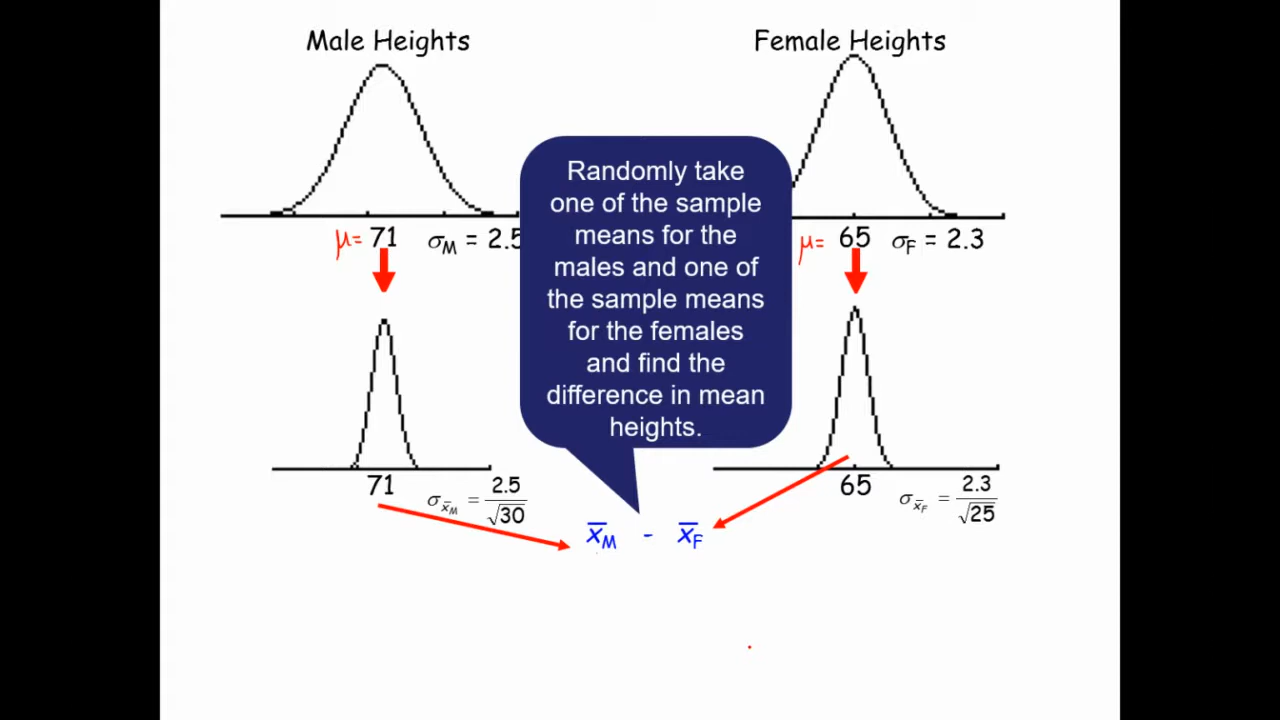 Male Heights
Female Heights
Randomly take
one of the sample
means for the
males and one of
the sample means
for the females
and find the
difference in mean
heights.
μ= 71 σM = 2.5
μ= 65 σF = 2.3
71 σx̄M = 2.5/√30
65 σx̄F = 2.3/√25
x̄M - x̄F